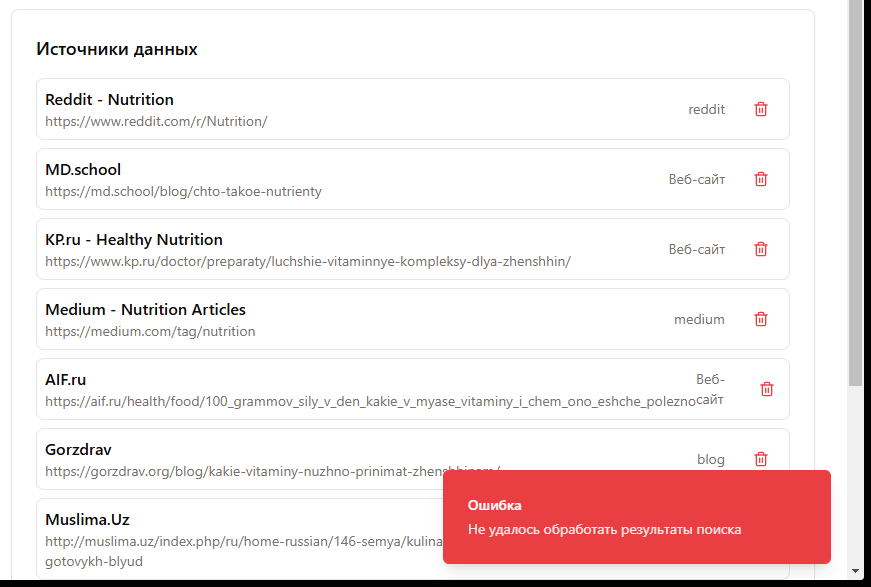 Источники данных
Reddit - Nutrition
https://www.reddit.com/r/Nutrition/
reddit
MD.school
https://md.school/blog/chto-takoe-nutrienty
Веб-сайт
KP.ru - Healthy Nutrition
https://www.kp.ru/doctor/preparaty/luchshie-vitaminnye-kompleksy-dlya-zhenshhin/
Веб-сайт
Medium - Nutrition Articles
https://medium.com/tag/nutrition
medium
AIF.ru
https://aif.ru/health/food/100_grammov_sily_v_den_kakie_v_myase_vitaminy_i_chem_ono_eshche_polezno
Веб-
сайт
Gorzdrav
https://gorzdrav.org/blog/kakie-vitaminy-nuzhno-prinimat-zhenshhinam/
blog
Muslima.Uz
http://muslima.uz/index.php/ru/home-russian/146-semya/kulina
gotovykh-blyud
Ошибка
Не удалось обработать результаты поиска